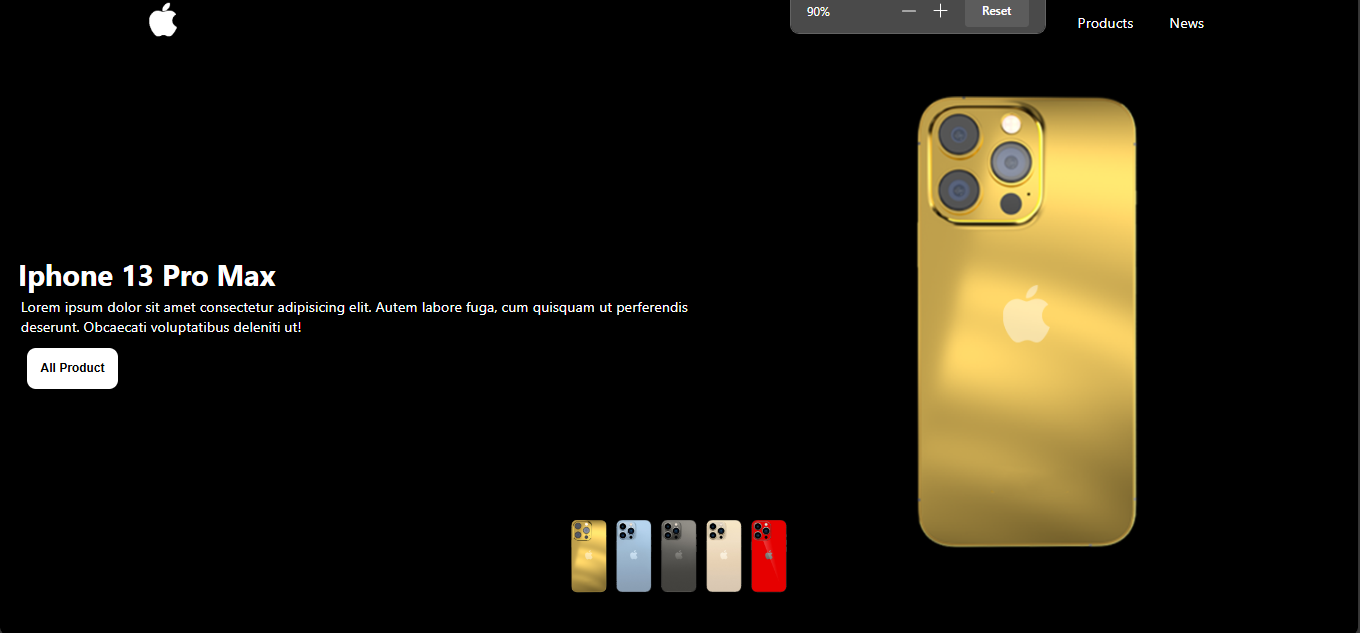 90%
Reset
Products
News
Iphone 13 Pro Max
Lorem ipsum dolor sit amet consectetur adipisicing elit. Autem labore fuga, cum quisquam ut perferendis
deserunt. Obcaecati voluptatibus deleniti ut!
All Product